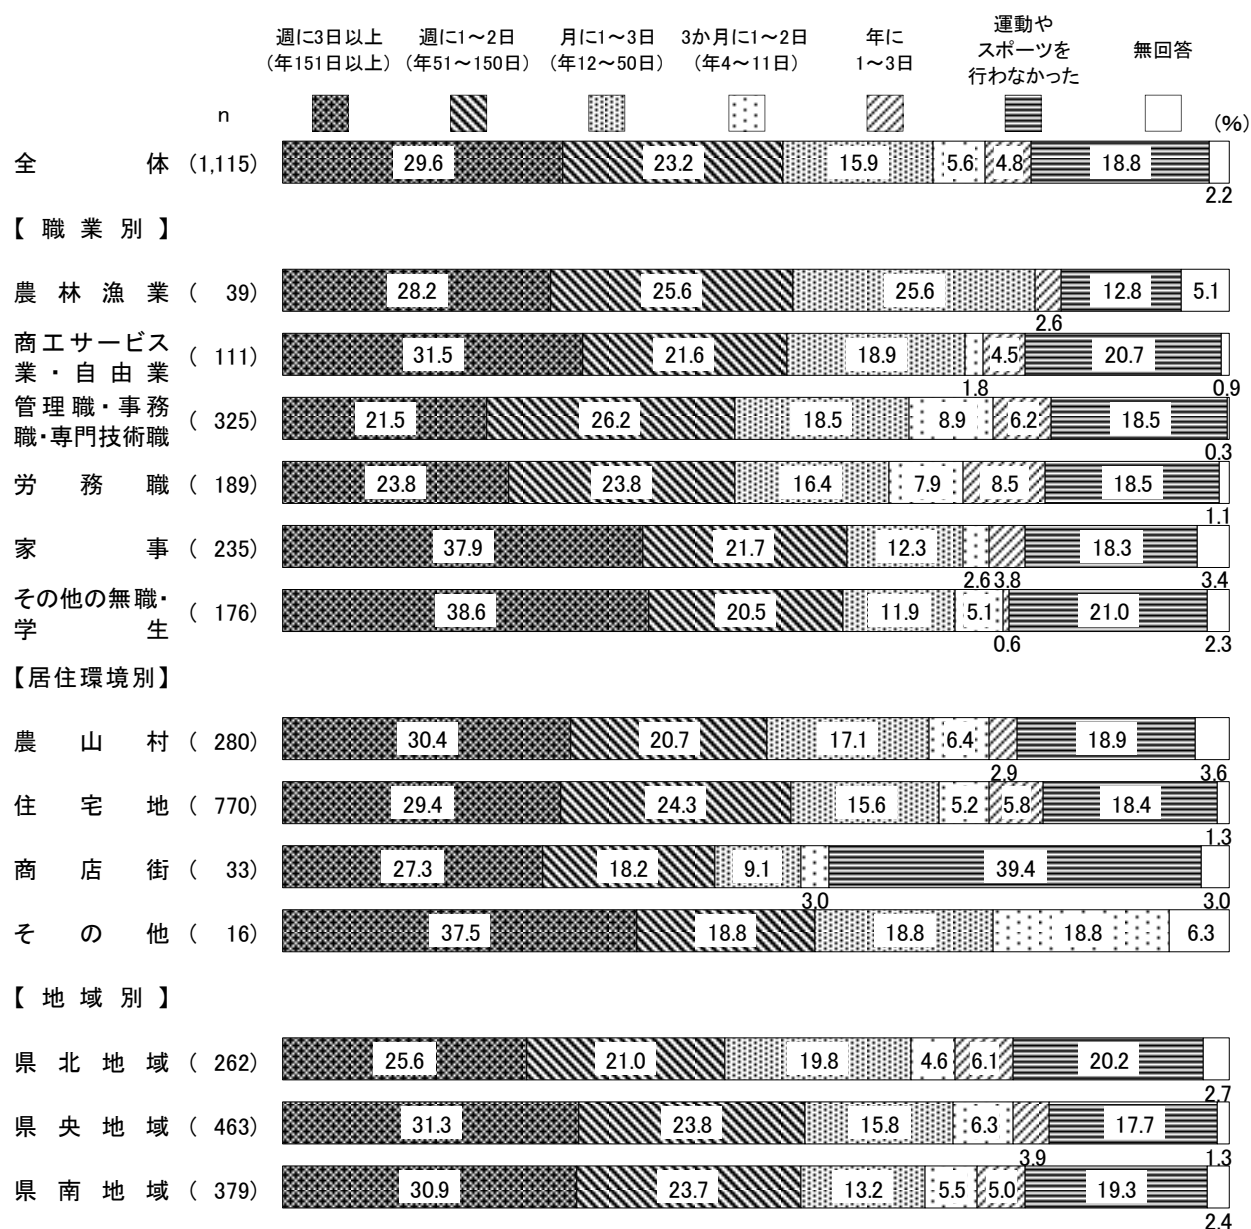 週に3日以上 週に1～2日 月に1～3日 3か月に1～2日 年に 運動や
(年151日以上) (年51～150日) (年12～50日) (年4～11日) 1～3日 スポーツを 無回答
行わなかった
n (%)
全体 (1,115) 29.6 23.2 15.9 5.6 4.8 18.8
2.2
【職業別】
農林漁業 ( 39) 28.2 25.6 25.6 12.8 5.1
2.6
商工サービス
業・自由業 ( 111) 31.5 21.6 18.9 4.5 20.7
1.8 0.9
管理職・事務
職・専門技術職 ( 325) 21.5 26.2 18.5 8.9 6.2 18.5
0.3
労務職 ( 189) 23.8 23.8 16.4 7.9 8.5 18.5
1.1
家事 ( 235) 37.9 21.7 12.3 18.3
2.6 3.8 3.4
その他の無職・
学生 ( 176) 38.6 20.5 11.9 5.1 21.0
0.6 2.3
【居住環境別】
農山村 ( 280) 30.4 20.7 17.1 6.4 18.9
2.9 3.6
住宅地 ( 770) 29.4 24.3 15.6 5.2 5.8 18.4
1.3
商店街 ( 33) 27.3 18.2 9.1 39.4
3.0 3.0
その他 ( 16) 37.5 18.8 18.8 18.8 6.3
【地域別】
県北地域 ( 262) 25.6 21.0 19.8 4.6 6.1 20.2
2.7
県央地域 ( 463) 31.3 23.8 15.8 6.3 17.7
3.9 1.3
県南地域 ( 379) 30.9 23.7 13.2 5.5 5.0 19.3
2.4